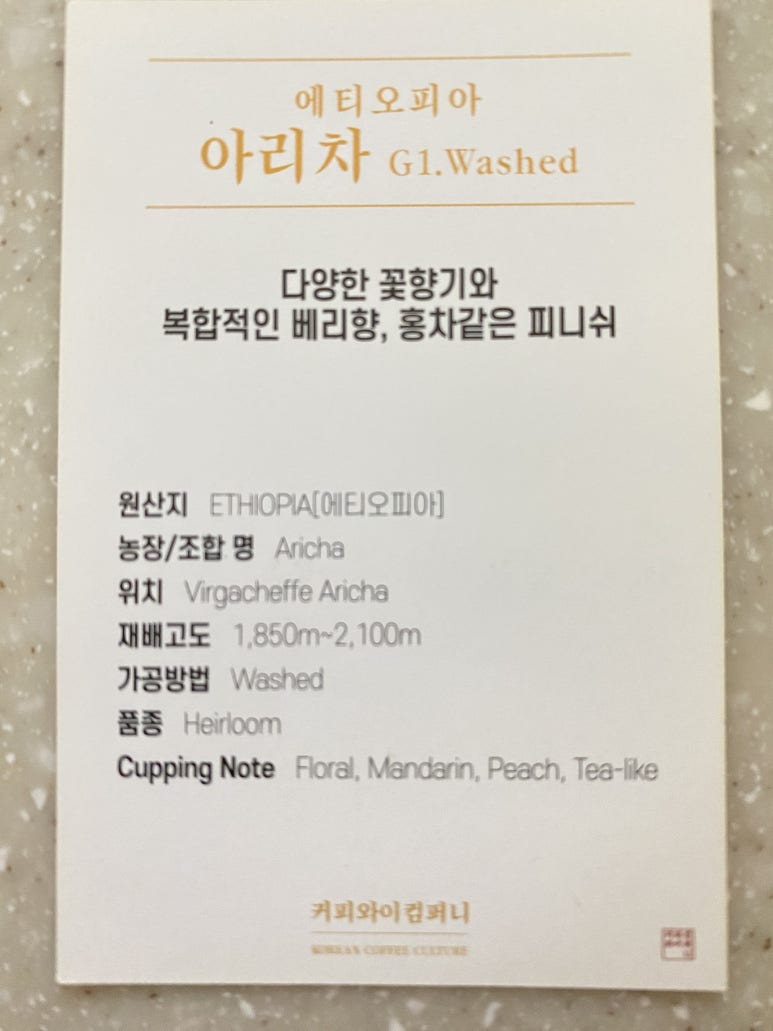 에티오피아
아리차 G1.Washed
다양한 꽃향기와
복합적인 베리향, 홍차같은 피니쉬
원산지 ETHIOPIA[에티오피아]
농장/조합 명 Aricha
위치 Virgacheffe Aricha
재배고도 1,850m~2,100m
가공방법 Washed
품종 Heirloom
Cupping Note Floral, Mandarin, Peach, Tea-like
커피와이컴퍼니
KOREAN COFFEE CULTURE